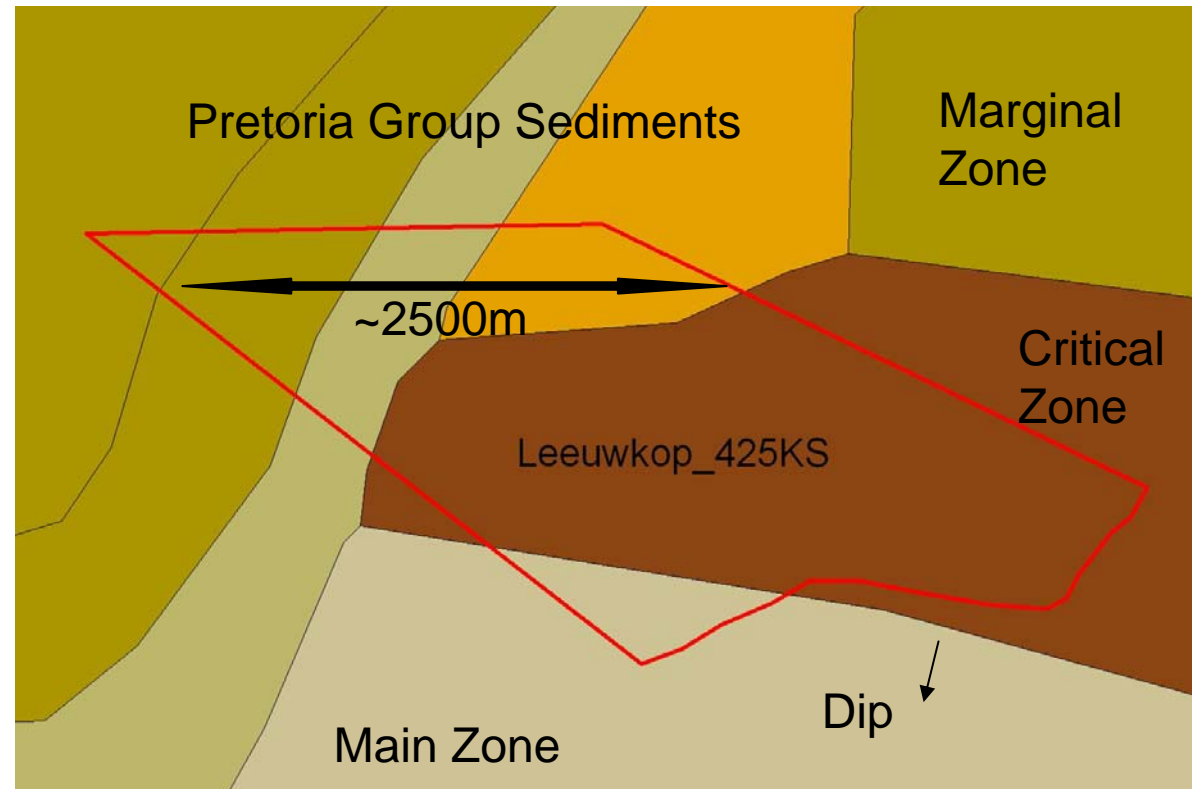 Pretoria Group Sediments
Marginal
Zone
~2500m
Critical
Zone
Leeuwkop_425KS
Dip
Main Zone